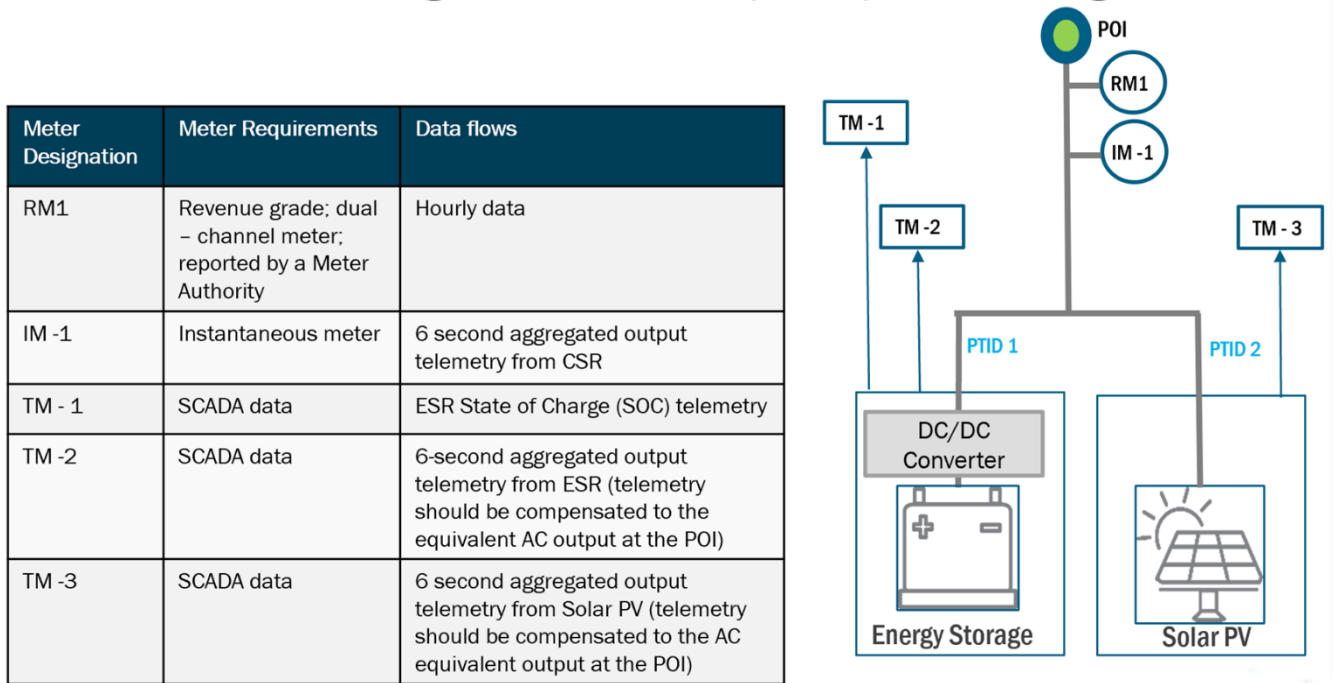 Meter Designation
Meter Requirements
Data flows
RM1
Revenue grade; dual
– channel meter;
reported by a Meter
Authority
Hourly data
IM -1
Instantaneous meter
6 second aggregated output
telemetry from CSR
TM - 1
SCADA data
ESR State of Charge (SOC) telemetry
TM -2
SCADA data
6-second aggregated output
telemetry from ESR (telemetry
should be compensated to the
equivalent AC output at the POI)
TM -3
SCADA data
6 second aggregated output
telemetry from Solar PV (telemetry
should be compensated to the AC
equivalent output at the POI)
POI
RM1
IM -1
TM -1
TM -2
TM - 3
PTID 1
PTID 2
DC/DC
Converter
Energy Storage
Solar PV